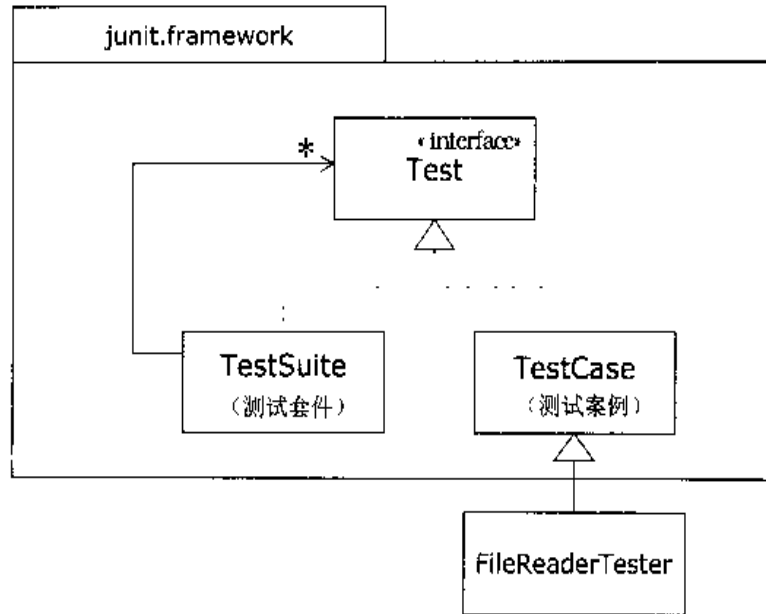 junit.framework
«interface»
*
Test
TestSuite
(测试套件)
TestCase
(测试案例)
FileReaderTester